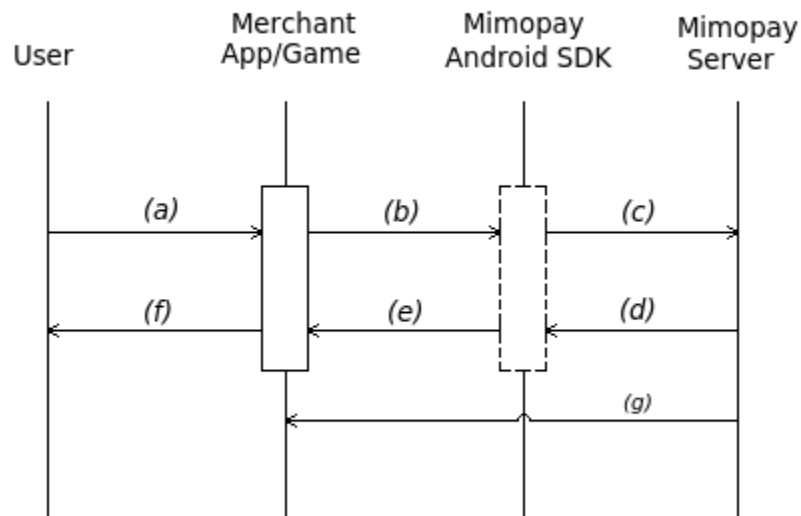 User
Merchant
App/Game
Mimopay
Android SDK
Mimopay
Server
(a)
(b)
(c)
(f)
(e)
(d)
(g)